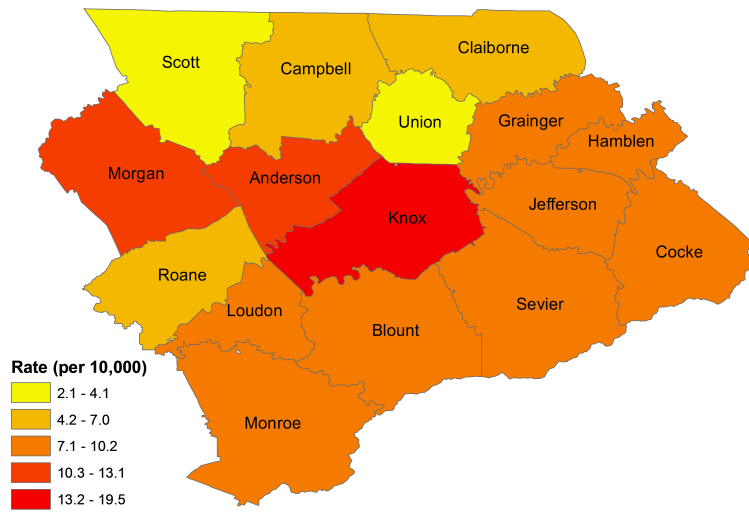 Scott
Campbell
Claiborne
Union
Grainger
Hamblen
Morgan
Anderson
Jefferson
Knox
Cocke
Roane
Loudon
Sevier
Blount
Monroe
Rate (per 10,000)
2.1 - 4.1
4.2 - 7.0
7.1 - 10.2
10.3 - 13.1
13.2 - 19.5